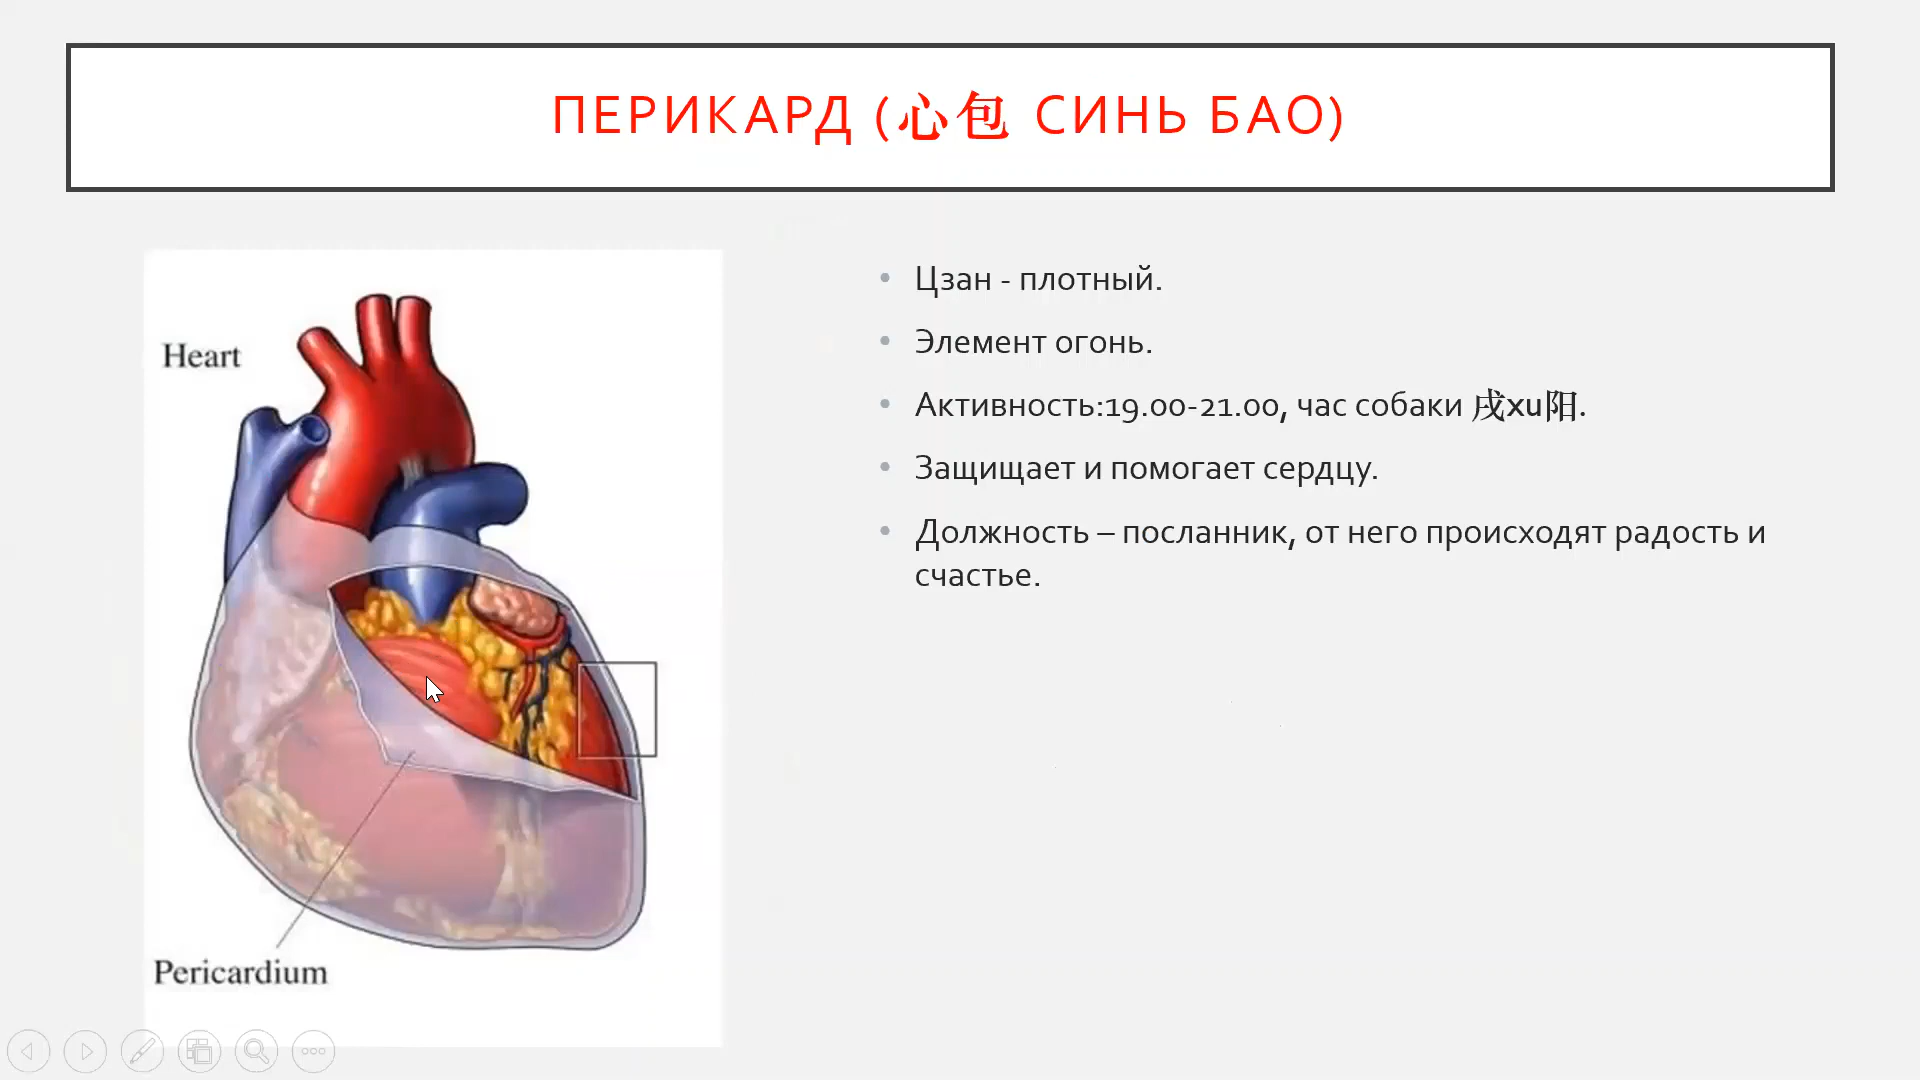 ПЕРИКАРД (心包 СИНЬ БАО)
Heart
Pericardium
Цзан - плотный.
Элемент огонь.
Активность:19.00-21.00, час собаки 戌xu阳.
Защищает и помогает сердцу.
Должность – посланник, от него происходят радость и
счастье.